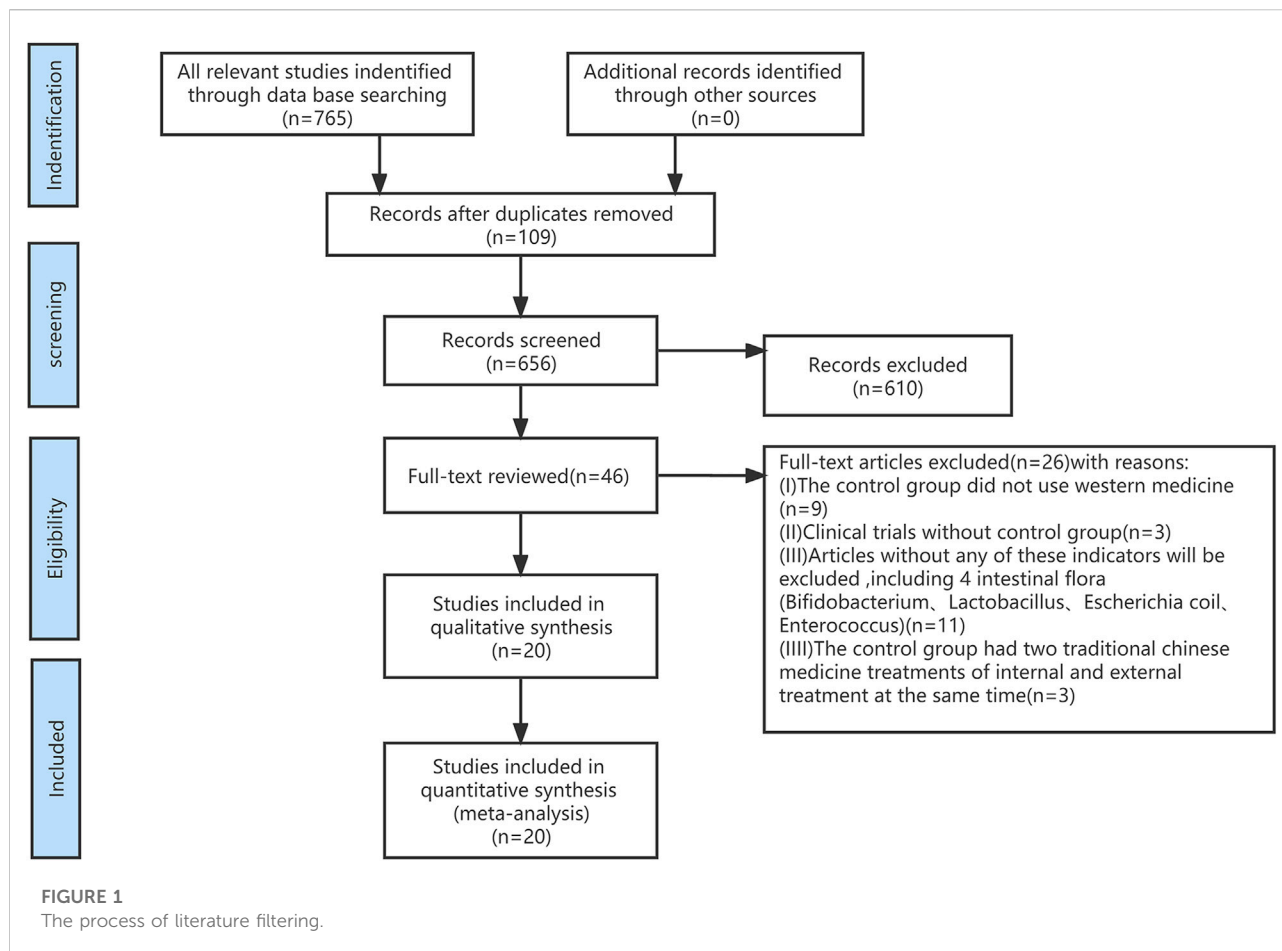 Indentification
All relevant studies indentified
through data base searching
(n=765)
Additional records identified
through other sources
(n=0)
Records after duplicates removed
(n=109)
screening
Records screened
(n=656)
Records excluded
(n=610)
Eligibility
Full-text reviewed(n=46)
Full-text articles excluded(n=26)with reasons:
(I)The control group did not use western medicine
(n=9)
(II)Clinical trials without control group(n=3)
(III)Articles without any of these indicators will be
excluded ,including 4 intestinal flora
(Bifidobacterium、Lactobacillus、Escherichia coil、
Enterococcus)(n=11)
(IIII)The control group had two traditional chinese
medicine treatments of internal and external
treatment at the same time(n=3)
Studies included in
qualitative synthesis
(n=20)
Included
Studies included in
quantitative synthesis
(meta-analysis)
(n=20)
FIGURE 1
The process of literature filtering.